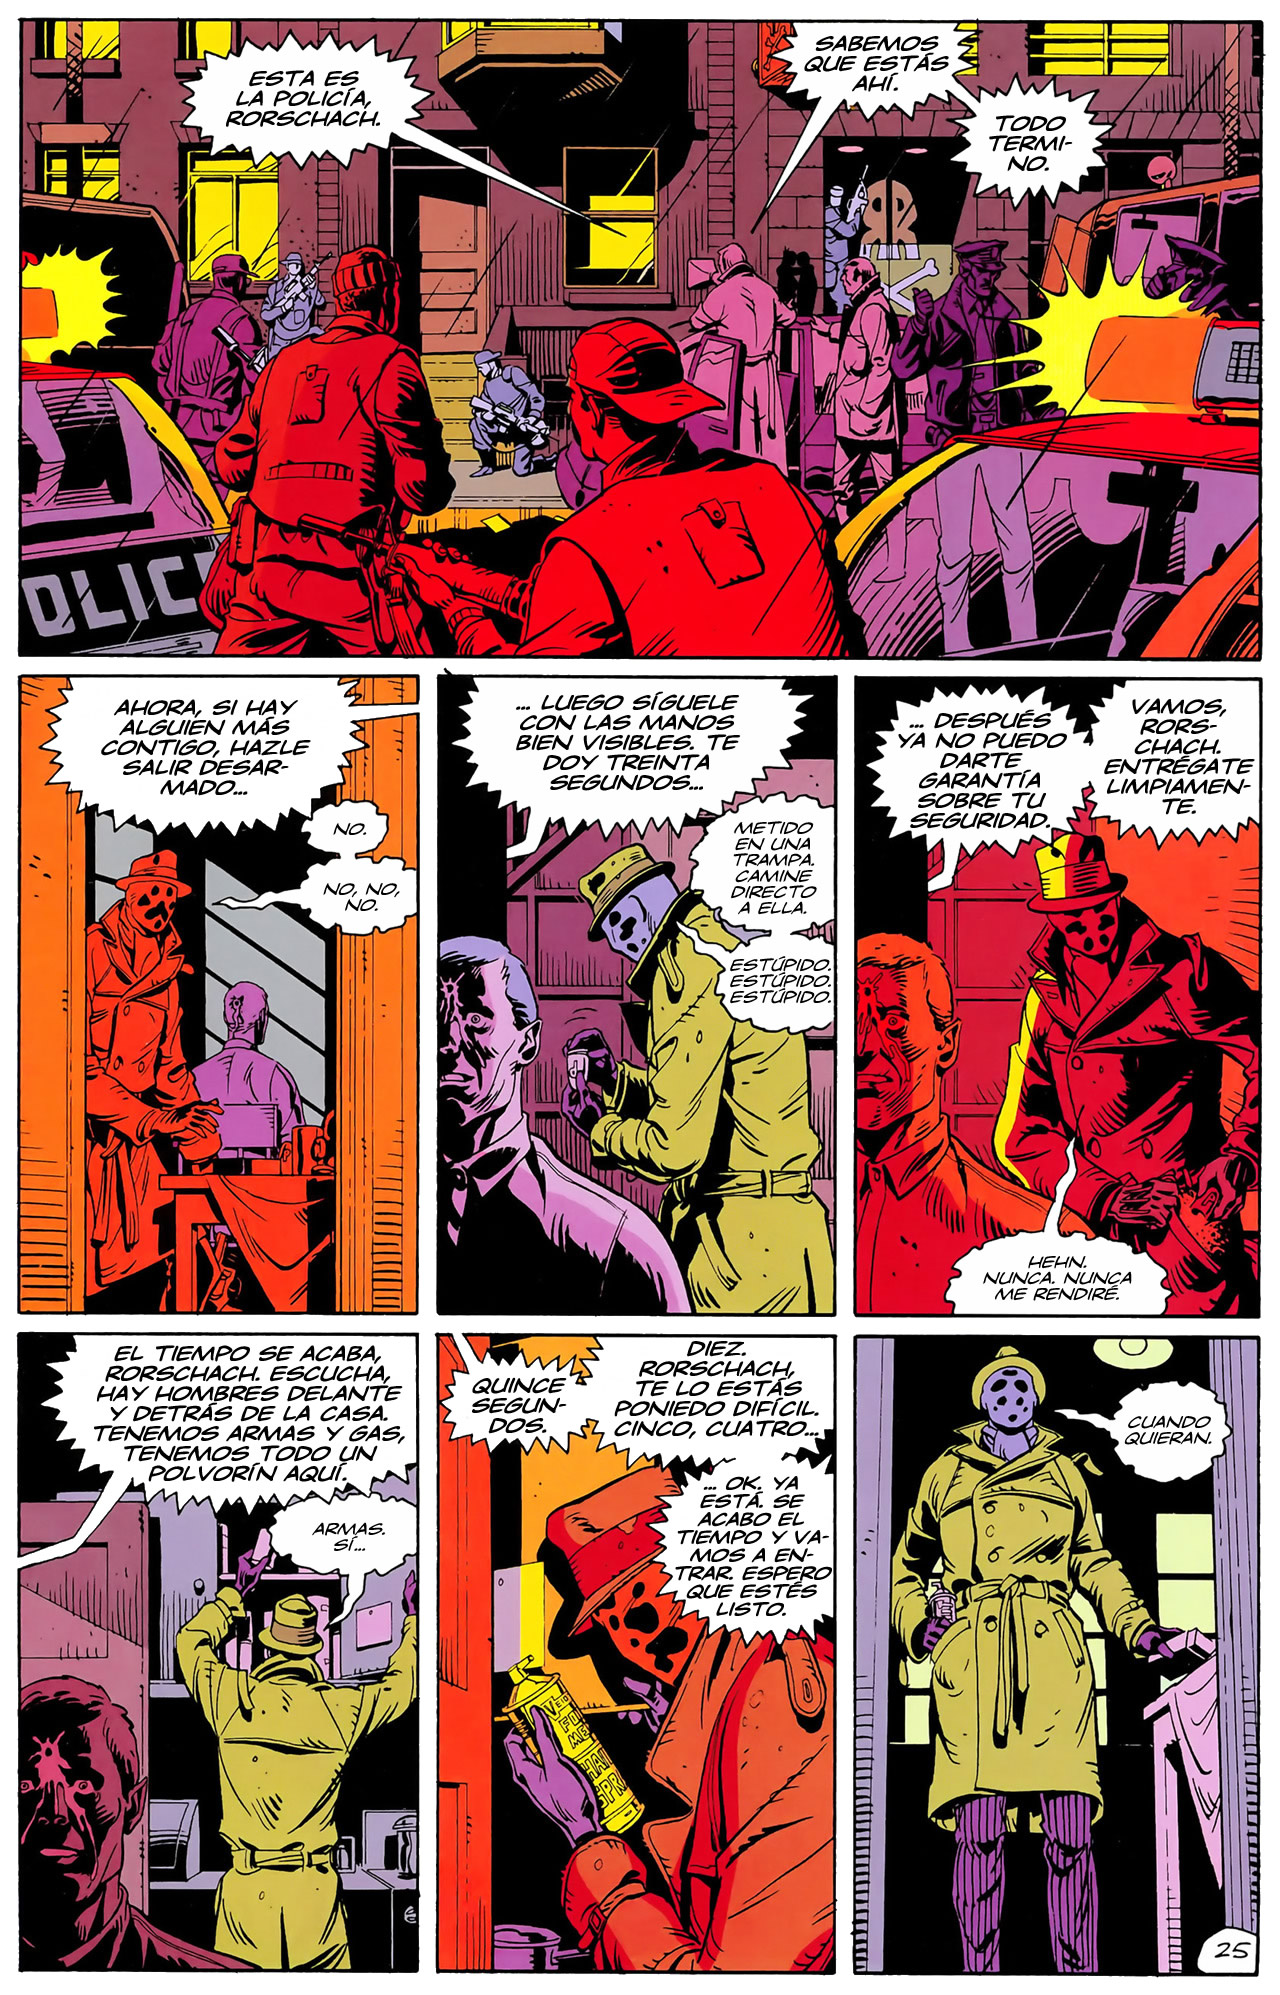 ESTA ES
LA POLICÍA,
RORSCHACH.
SABEMOS
QUE ESTÁS
AHÍ.
TODO
TERMI-
NO.
OLICE
AHORA, SI HAY
ALGUIEN MÁS
CONTIGO, HAZLE
SALIR DESAR-
MADO...
NO.
NO, NO,
NO.
... LUEGO SÍGUELE
CON LAS MANOS
BIEN VISIBLES. TE
DOY TREINTA
SEGUNDOS...
METIDO
EN UNA
TRAMPA.
CAMINE
DIRECTO
A ELLA.
ESTÚPIDO.
ESTÚPIDO.
ESTÚPIDO.
... DESPUÉS
YA NO PUEDO
DARTE
GARANTÍA
SOBRE TU
SEGURIDAD.
VAMOS,
RORS-
CHACH.
ENTRÉGATE
LIMPIAMEN-
TE.
HEHN.
NUNCA. NUNCA
ME RENDIRÉ.
EL TIEMPO SE ACABA,
RORSCHACH. ESCUCHA,
HAY HOMBRES DELANTE
Y DETRÁS DE LA CASA.
TENEMOS ARMAS Y GAS,
TENEMOS TODO UN
POLVORÍN AQUÍ.
ARMAS.
SÍ...
QUINCE
SEGUN-
DOS.
DIEZ.
RORSCHACH,
TE LO ESTÁS
PONIEDO DIFÍCIL.
CINCO, CUATRO...
... OK. YA
ESTÁ. SE
ACABO EL
TIEMPO Y VA-
MOS A EN-
TRAR. ESPERO
QUE ESTÉS
LISTO.
CUANDO
QUIERAN.
25